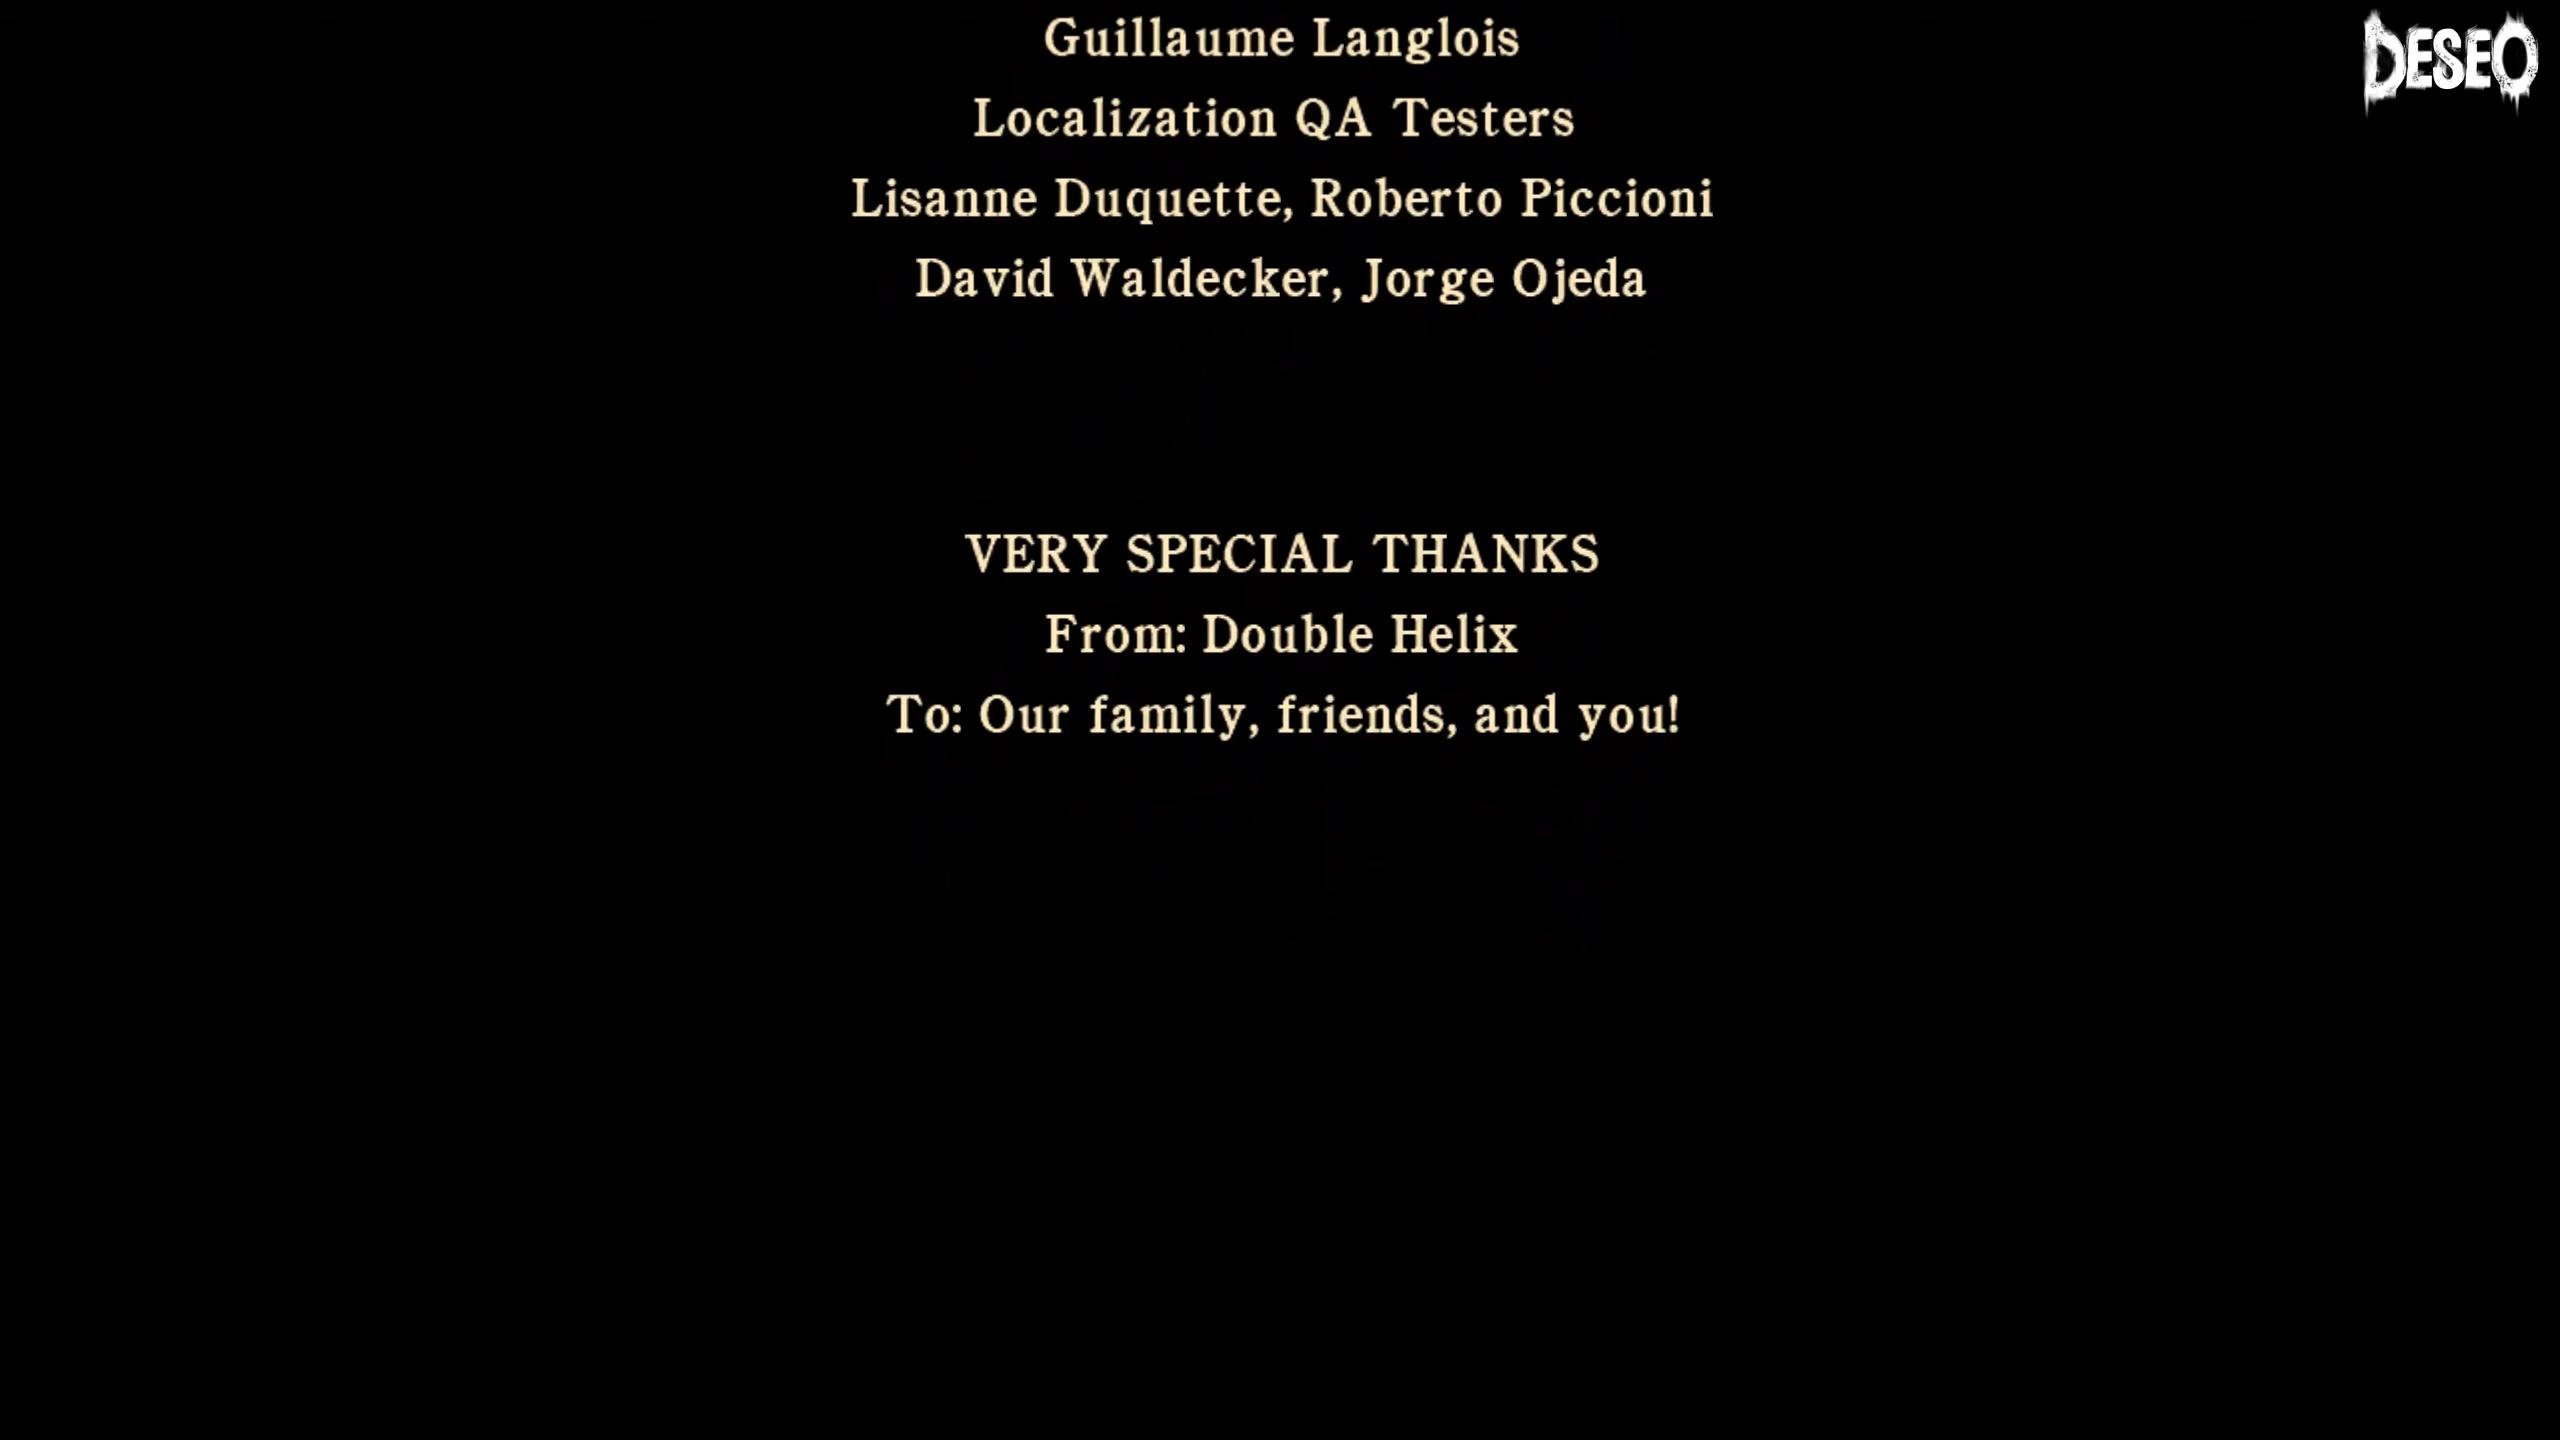 Guillaume Langlois
DESEO
Localization QA Testers
Lisanne Duquette, Roberto Piccioni
David Waldecker, Jorge Ojeda
VERY SPECIAL THANKS
From: Double Helix
To: Our family, friends, and you!